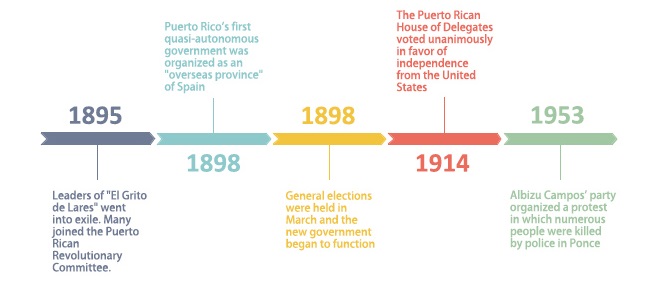 1895
Leaders of "El Grito
de Lares" went
into exile. Many
joined the Puerto
Rican
Revolutionary
Committee.
Puerto Rico's first
quasi-autonomous
government was
organized as an
"overseas province"
of Spain
1898
1898
General elections
were held in
March and the
new government
began to function
The Puerto Rican
House of Delegates
voted unanimously
in favor of
independence
from the United
States
1914
1953
Albizu Campos' party
organized a protest
in which numerous
people were killed
by police in Ponce